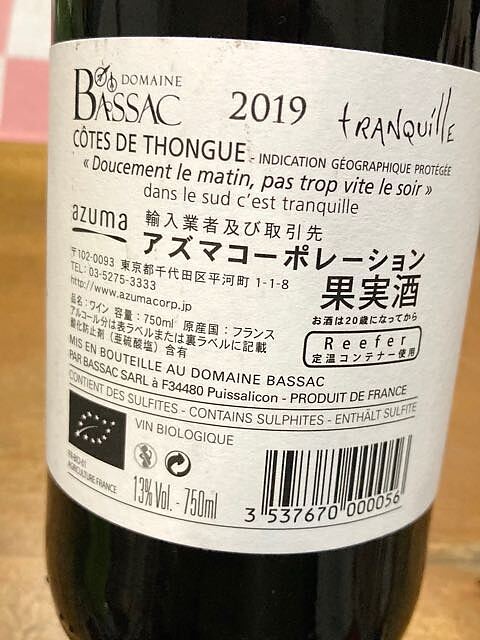 DOMAINE
BASSAC 2019 tRANQuillE
CÔTES DE THONGUE - INDICATION GÉOGRAPHIQUE PROTÉGÉE
« Doucement le matin, pas trop vite le soir »
dans le sud c'est tranquille
azuma 輸入業者及び取引先
アズマコーポレーション
〒102-0093 東京都千代田区平河町 1-1-8
TEL: 03-5275-3333
http://www.azumacorp.jp
果実酒
お酒は20歳になってから
品名:ワイン 容量:750ml 原産国:フランス
アルコール分は表ラベルまたは裏ラベルに記載
酸化防止剤(亜硫酸塩)含有
Reefer
定温コンテナー使用
MIS EN BOUTEILLE AU DOMAINE BASSAC
PAR BASSAC SARL à F34480 Puissalicon - PRODUIT DE FRANCE
CONTIENT DES SULFITES - CONTAINS SULPHITES - ENTHÄLT SULFITE
VIN BIOLOGIQUE
FR-BIO-01
AGRICULTURE FRANCE
13% Vol. - 750ml
3 537670 000056